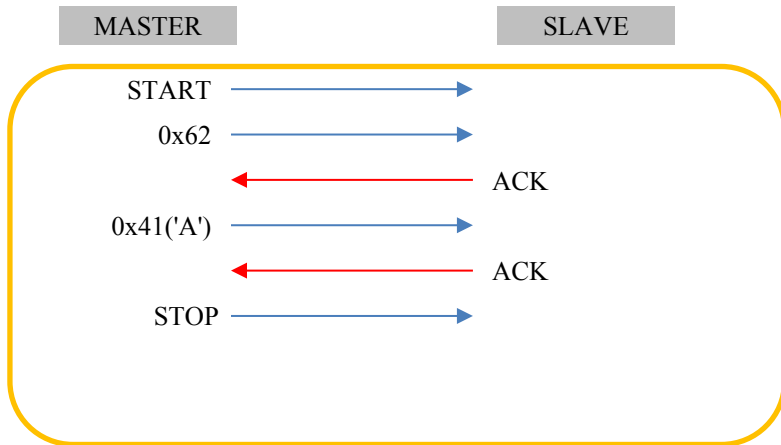 MASTER SLAVE
START
0x62
ACK
0x41('A')
ACK
STOP